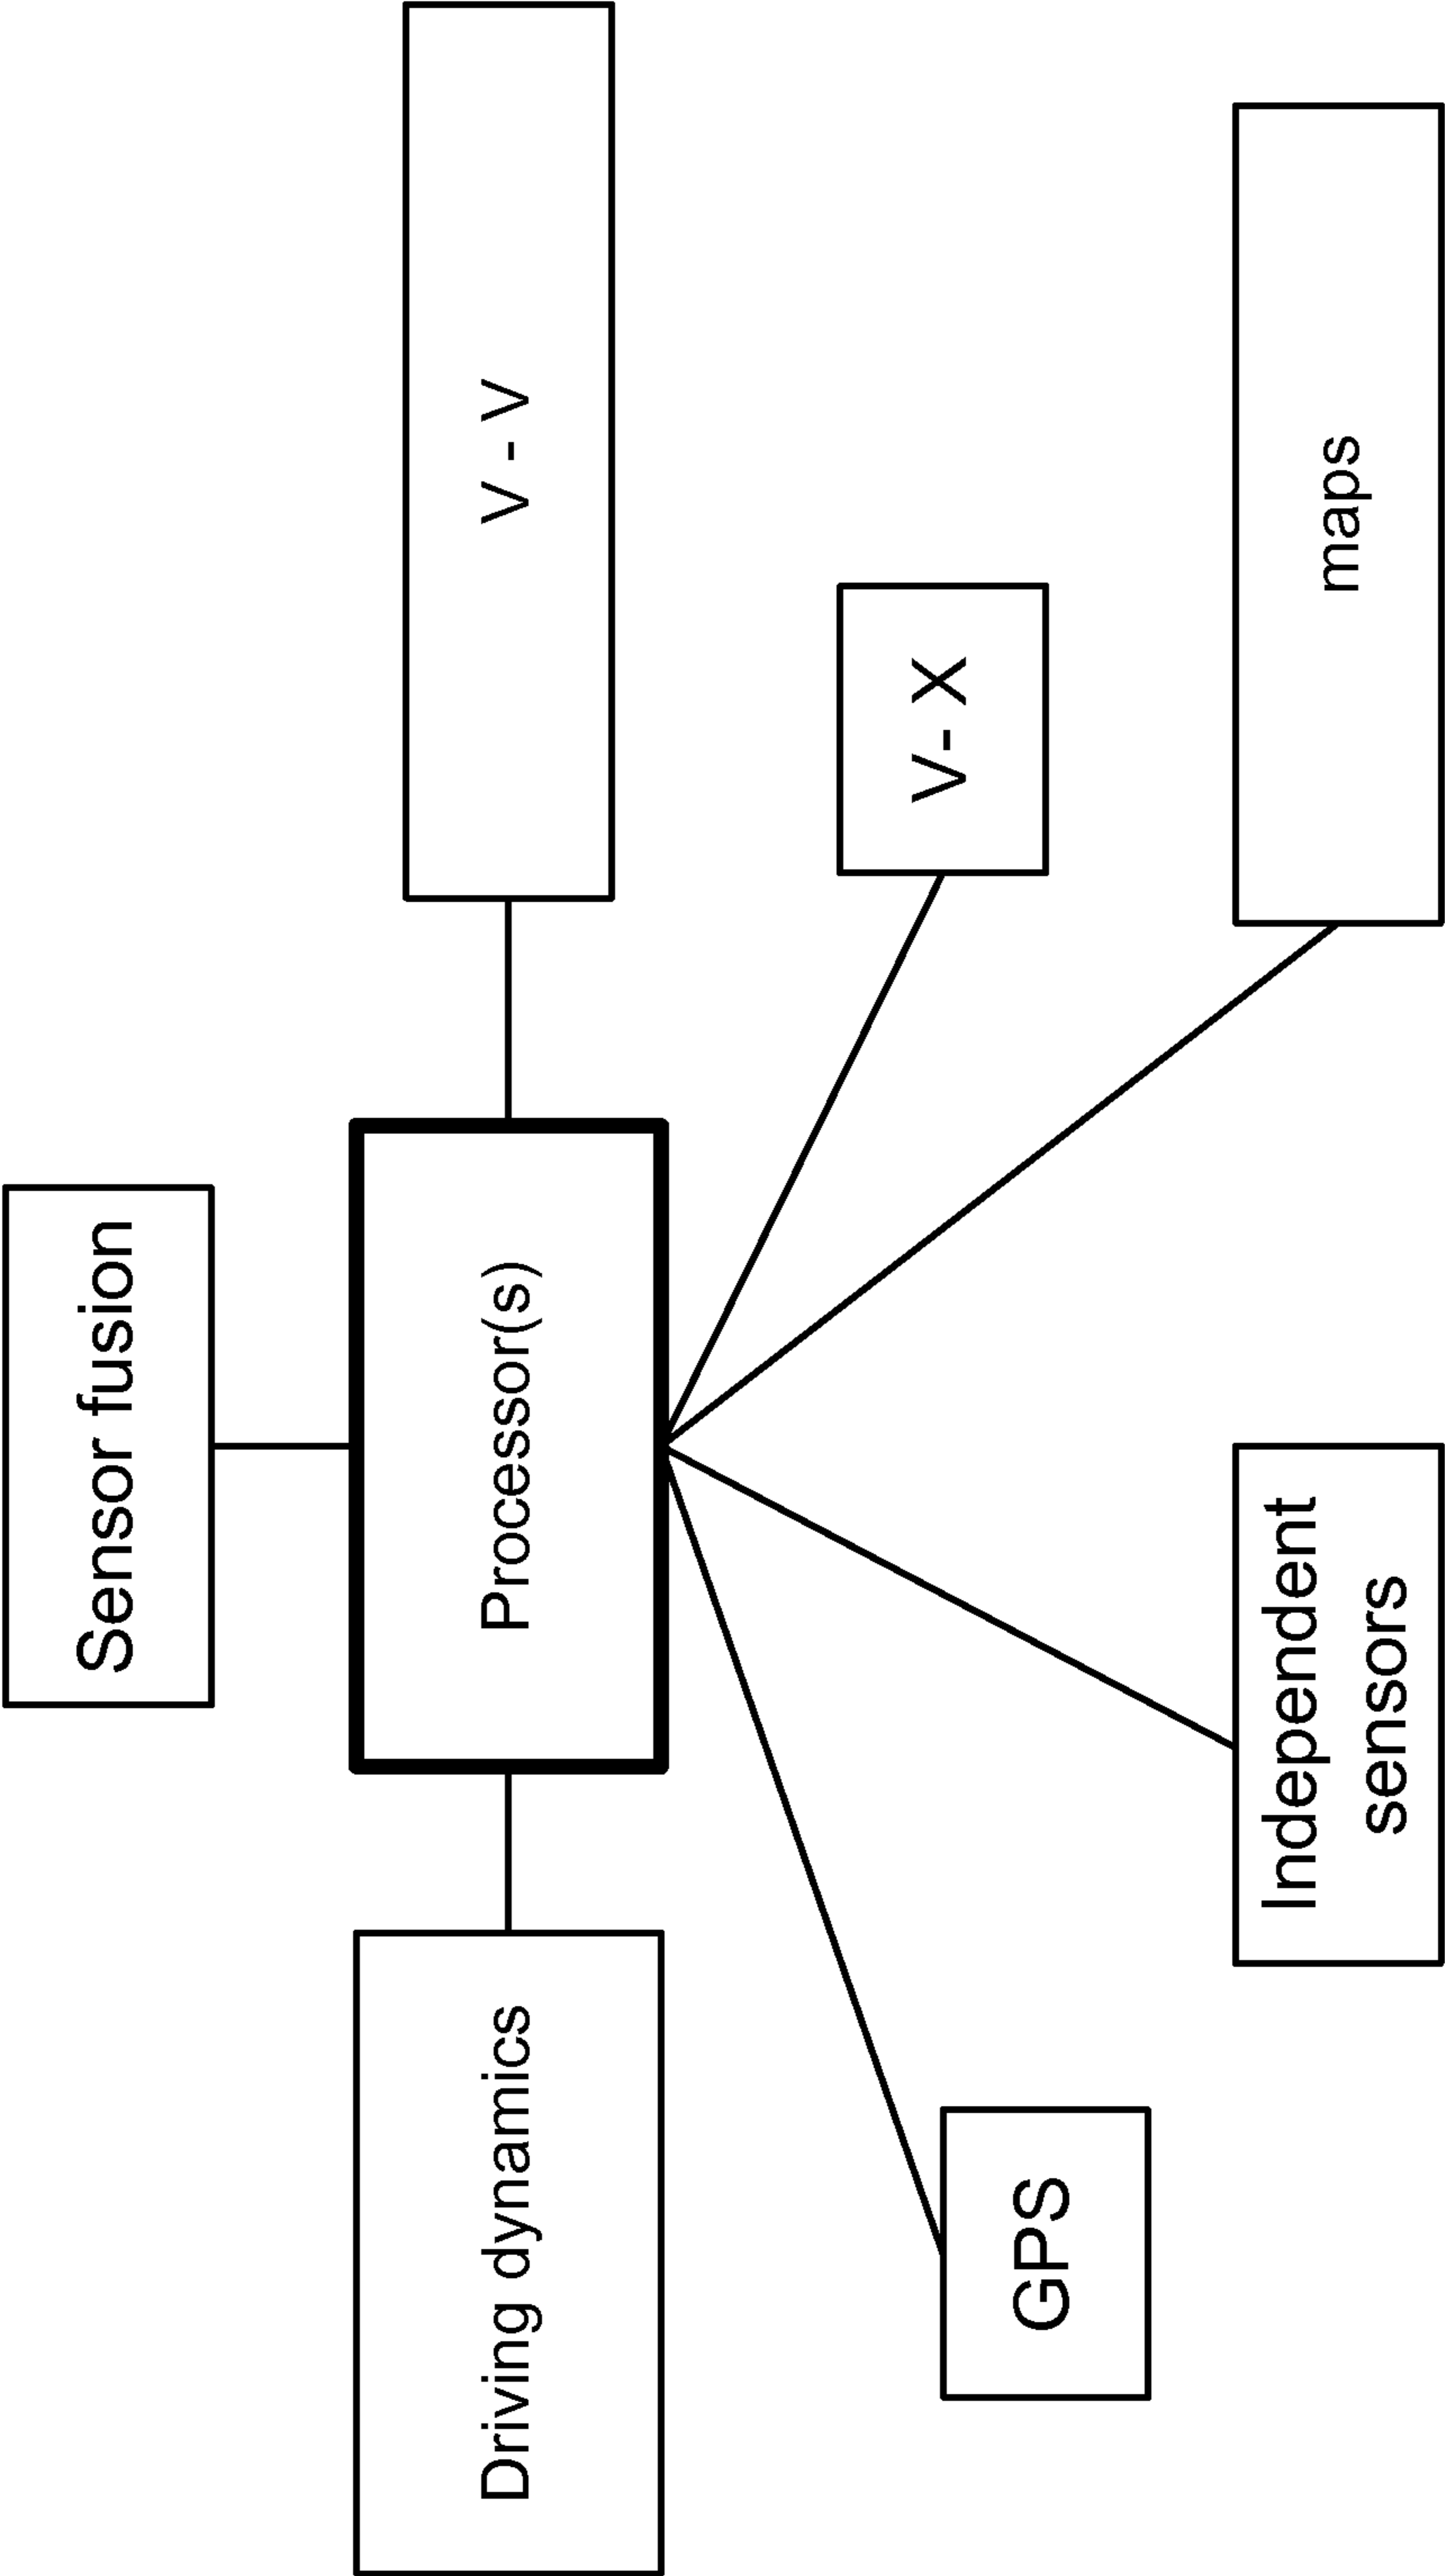 Sensor fusion
Driving dynamics
Processor(s)
V - V
V- X
GPS
Independent
sensors
maps